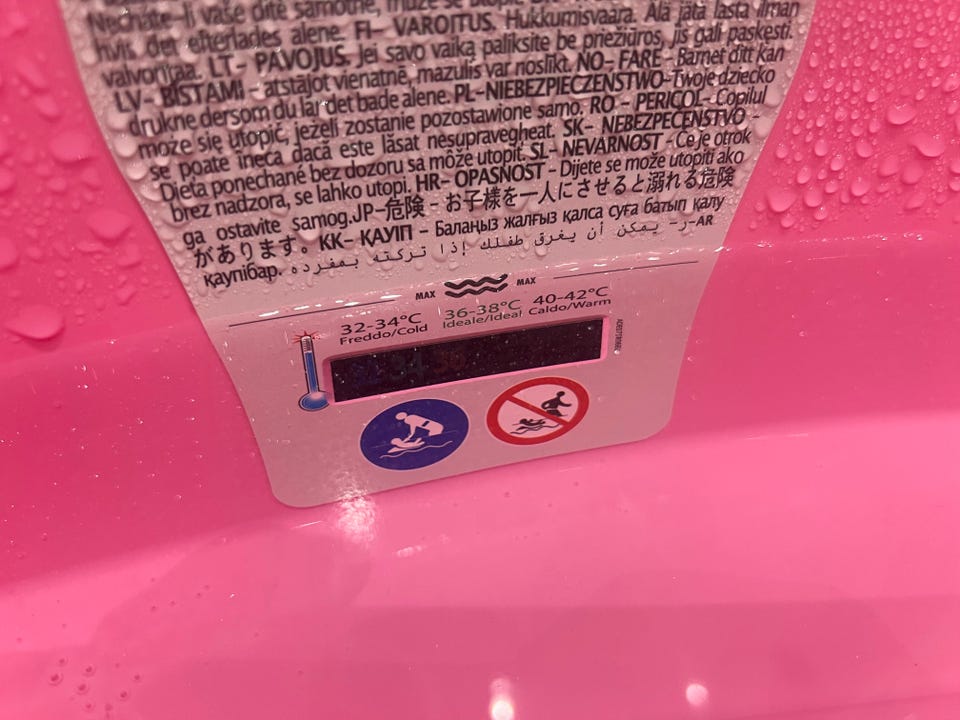 Nechate-li vaše dítě samotné, může se utopit.
hvis det efterlades alene. FI- VAROITUS. Hukkumisvaara. Älä jätä lasta ilman
valvontaa. LT- PAVOJUS. Jei savo vaiką paliksite be priežiūros, jis gali paskęsti.
LV- BĪSTAMI - atstājot vienatnē, mazulis var noslīkt. NO- FARE - Barnet ditt kan
drukne dersom du lar det bade alene. PL-NIEBEZPIECZEŃSTWO-Twoje dziecko
może się utopić, jeżeli zostanie pozostawione samo. RO - PERICOL- Copilul
se poate îneca dacă este lăsat nesupravegheat. SK- NEBEZPEČENSTVO -
Dieťa ponechané bez dozoru sa môže utopiť. SL- NEVARNOST - Če je otrok
brez nadzora, se lahko utopi. HR- OPASNOST - Dijete se može utopiti ako
ga ostavite samog.JP-危険 - お子様を一人にさせると溺れる危険
があります。KK- ҚАУІП - Балаңыз жалғыз қалса суға батып қалу
қаупібар. AR- يمكن أن يغرق طفلك إذا تركته بمفرده-ر
MAX MAX
32-34°C 36-38°C 40-42°C
Freddo/Cold Ideale/Ideal Caldo/Warm